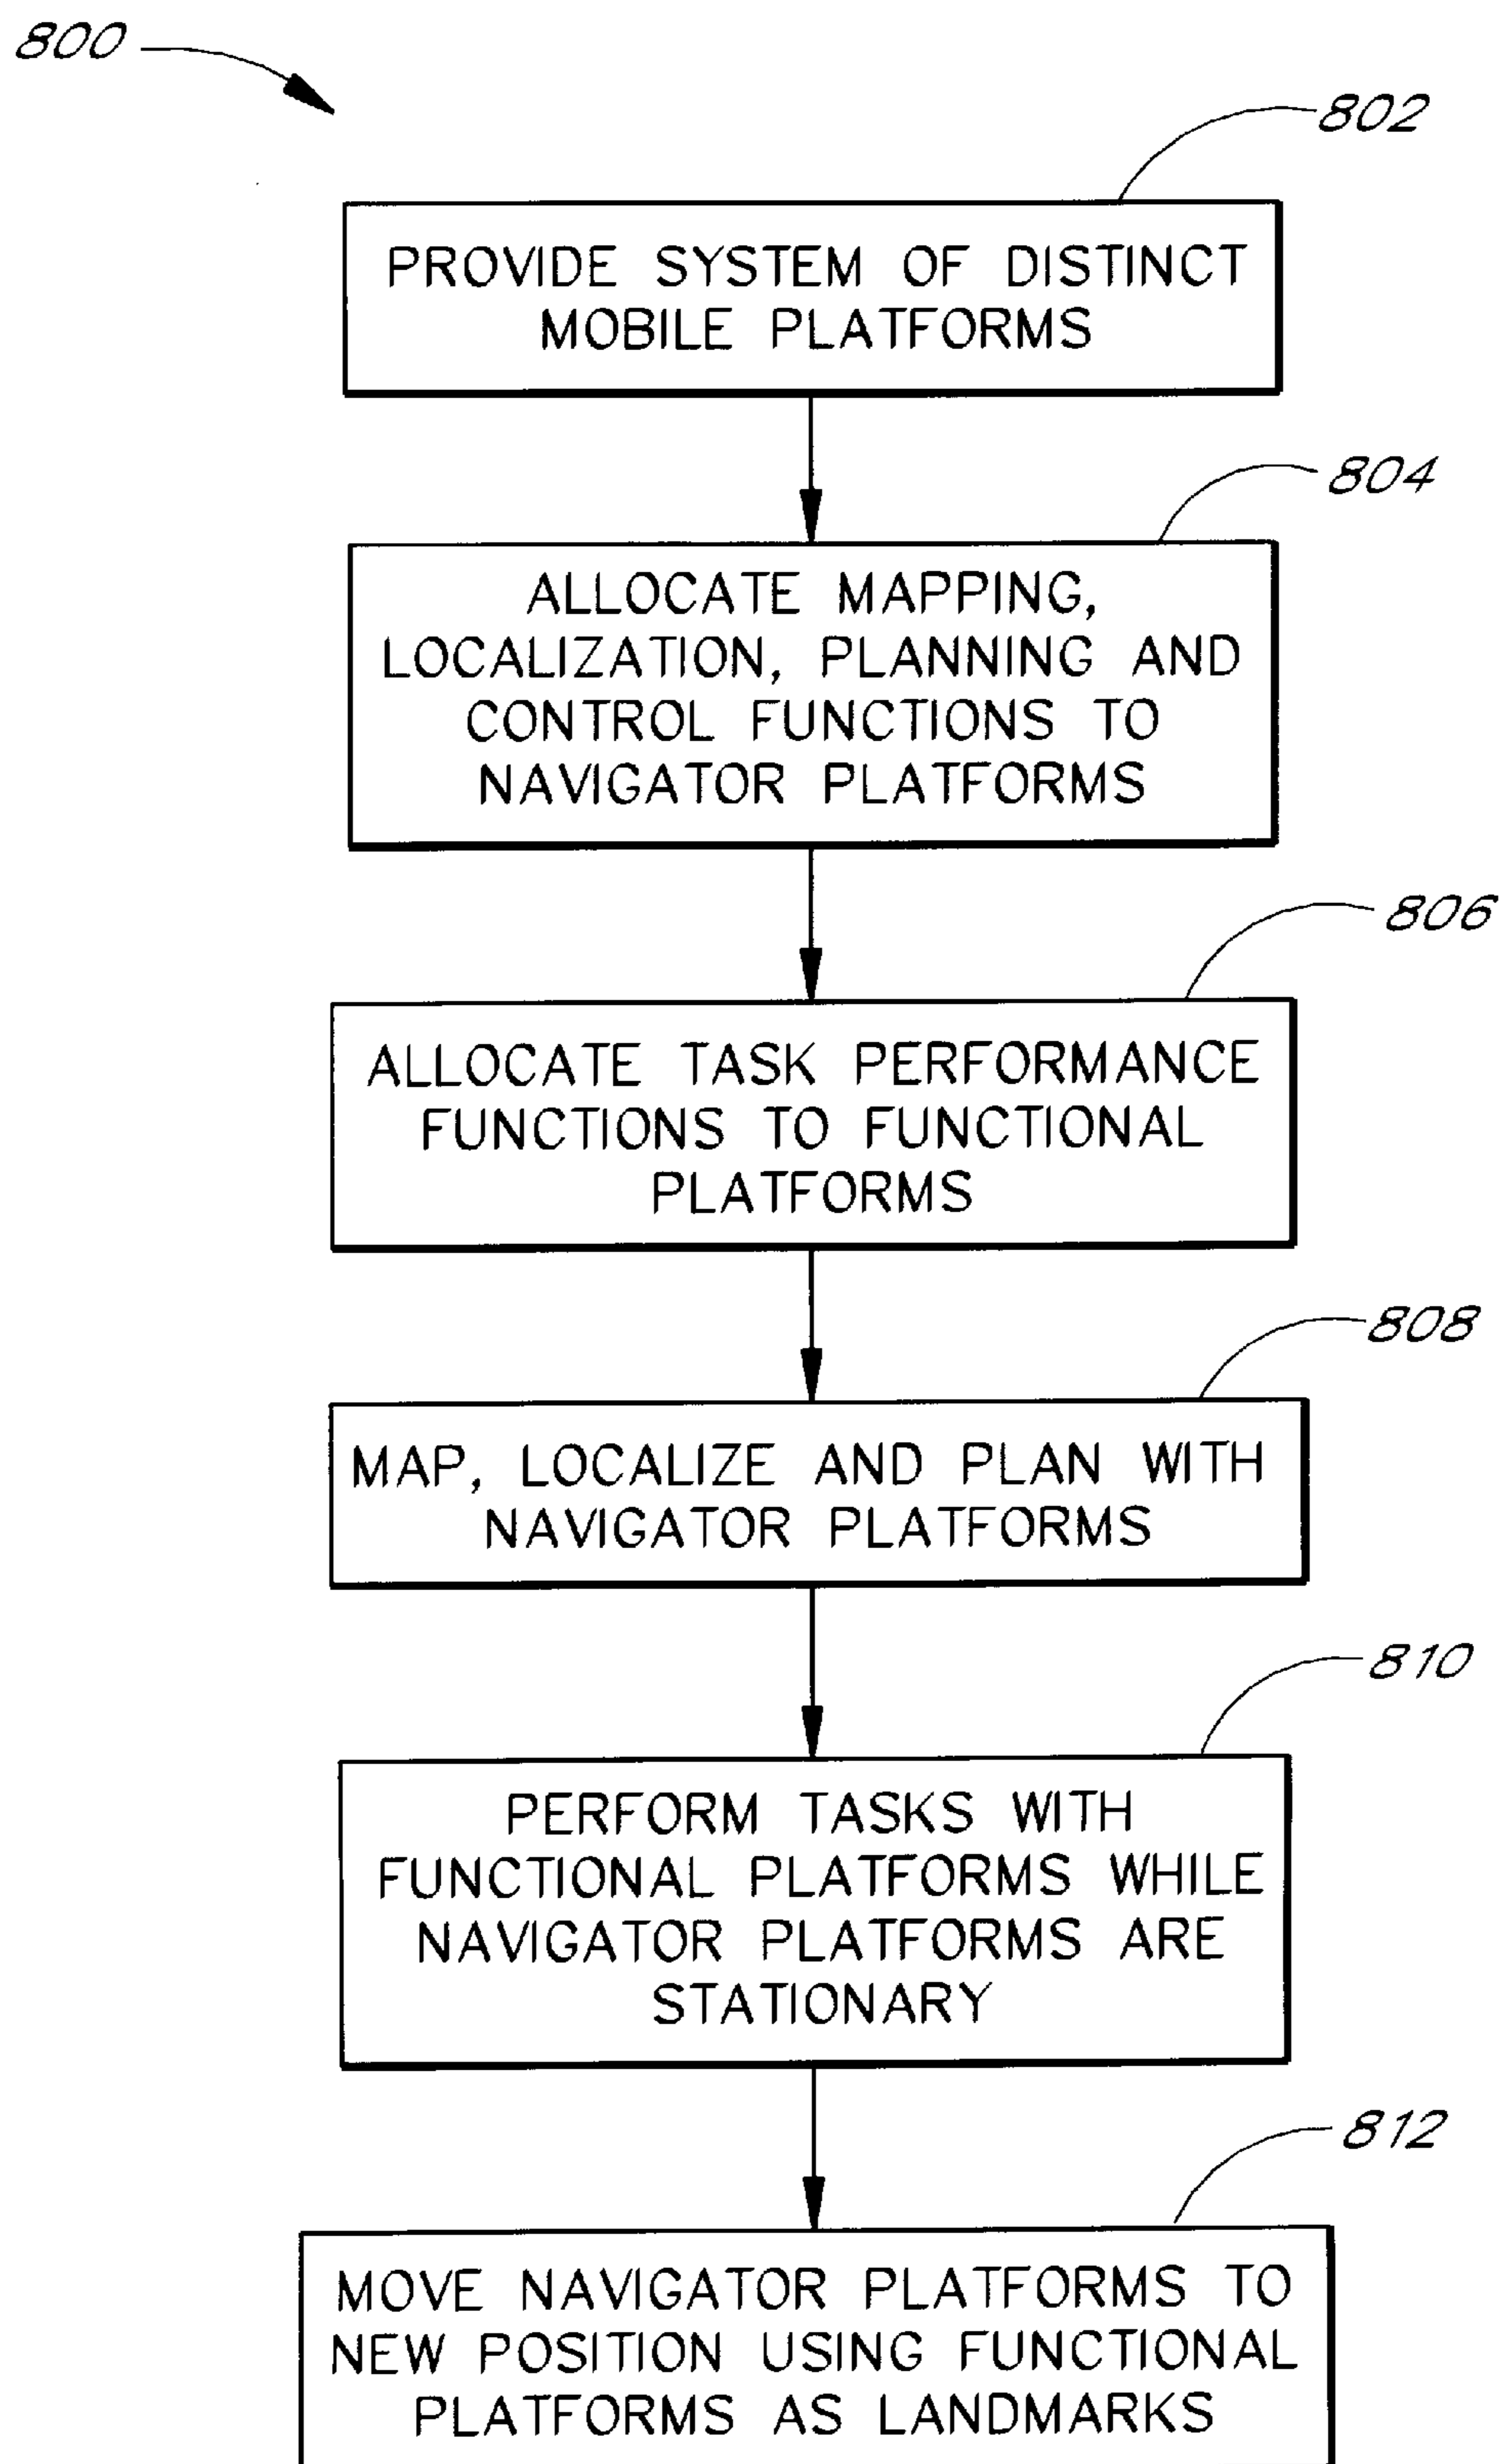 800
802
PROVIDE SYSTEM OF DISTINCT
MOBILE PLATFORMS
804
ALLOCATE MAPPING,
LOCALIZATION, PLANNING AND
CONTROL FUNCTIONS TO
NAVIGATOR PLATFORMS
806
ALLOCATE TASK PERFORMANCE
FUNCTIONS TO FUNCTIONAL
PLATFORMS
808
MAP, LOCALIZE AND PLAN WITH
NAVIGATOR PLATFORMS
810
PERFORM TASKS WITH
FUNCTIONAL PLATFORMS WHILE
NAVIGATOR PLATFORMS ARE
STATIONARY
812
MOVE NAVIGATOR PLATFORMS TO
NEW POSITION USING FUNCTIONAL
PLATFORMS AS LANDMARKS